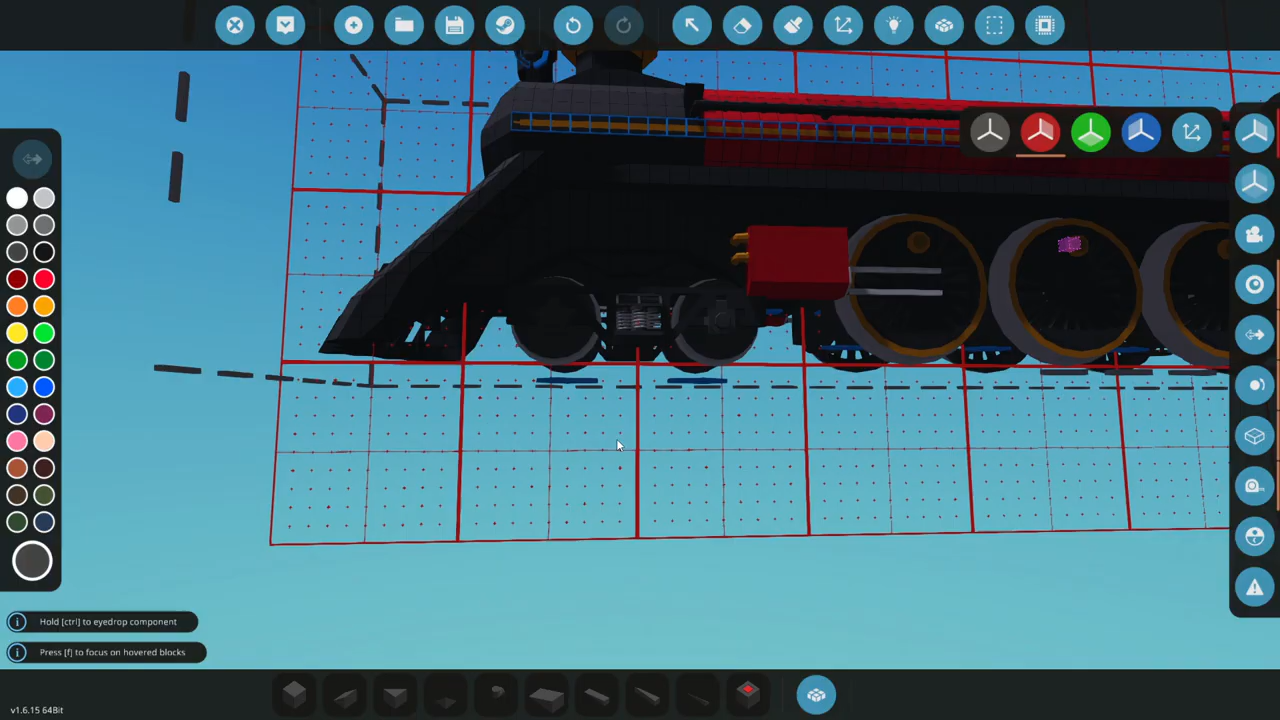 Hold [ctrl] to eyedrop component
Press [f] to focus on hovered blocks
v1.6.15 64Bit